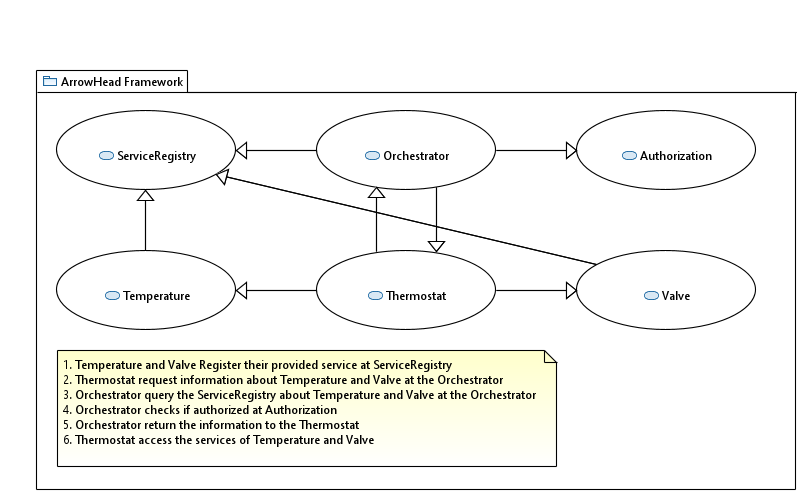 ArrowHead Framework
ServiceRegistry
Orchestrator
Authorization
Temperature
Thermostat
Valve
1. Temperature and Valve Register their provided service at ServiceRegistry
2. Thermostat request information about Temperature and Valve at the Orchestrator
3. Orchestrator query the ServiceRegistry about Temperature and Valve at the Orchestrator
4. Orchestrator checks if authorized at Authorization
5. Orchestrator return the information to the Thermostat
6. Thermostat access the services of Temperature and Valve